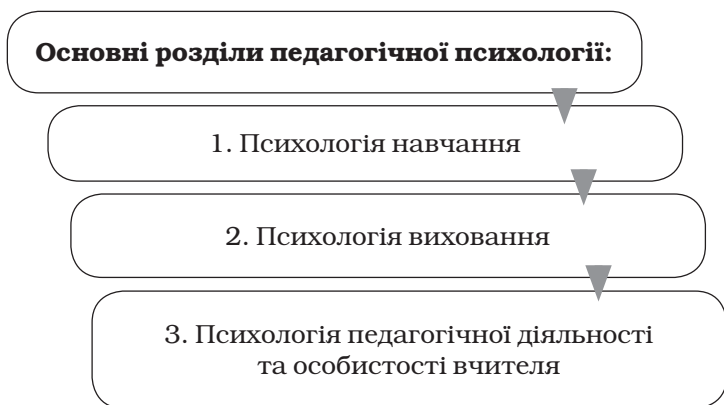 Основні розділи педагогічної психології:
1. Психологія навчання
2. Психологія виховання
3. Психологія педагогічної діяльності
та особистості вчителя